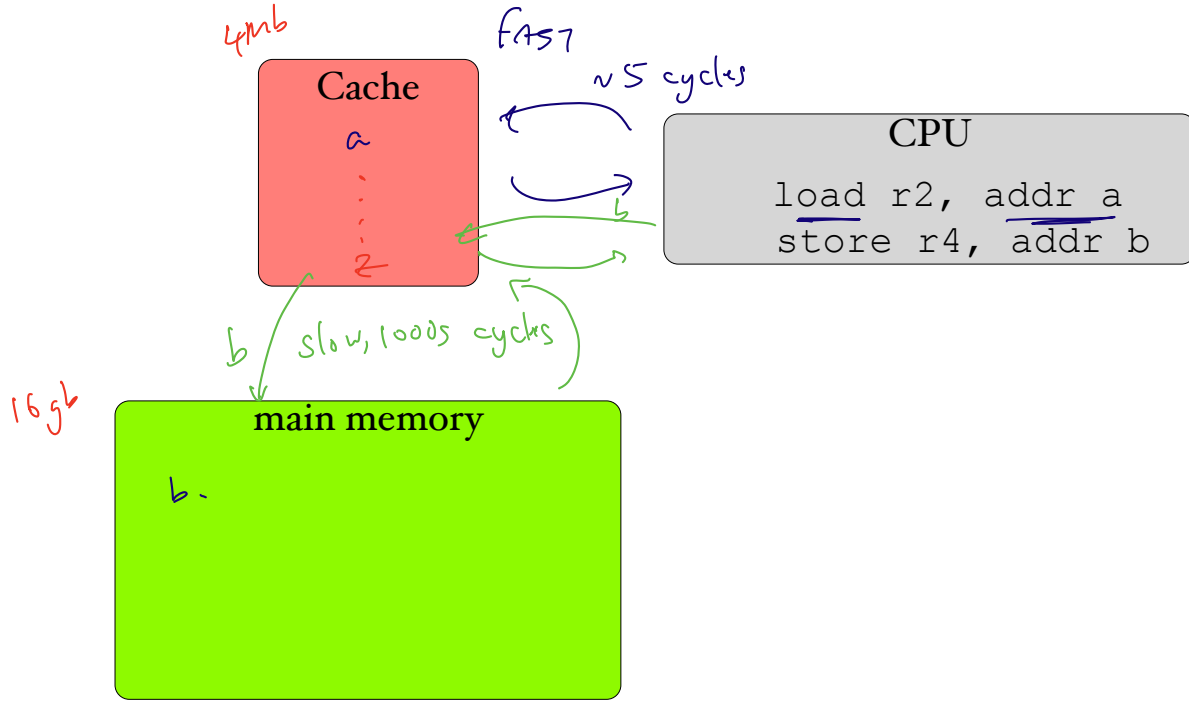 4mb
FAST
~5 cycles
Cache
a
z
CPU
load r2, addr a
store r4, addr b
b
b
slow, 1000s cycles
16gb
main memory
b.